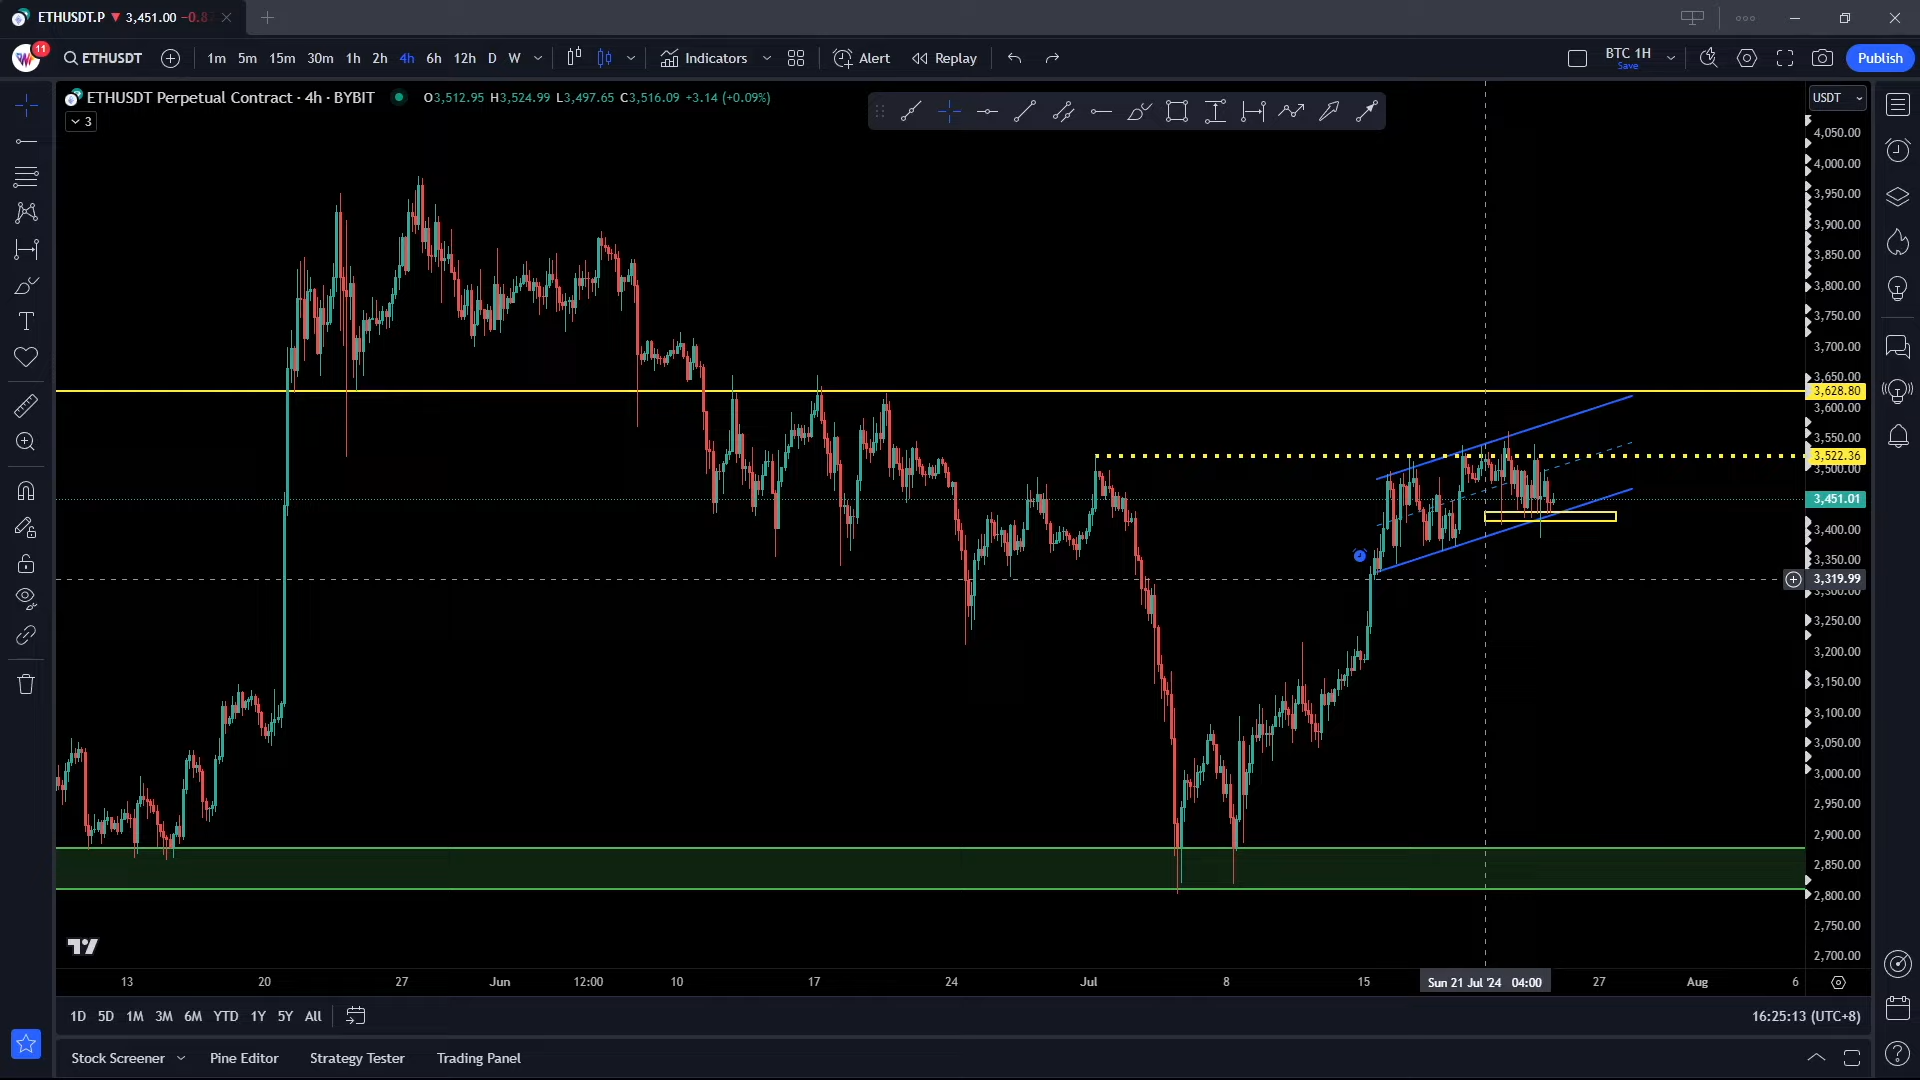 ETHUSDT.P ▼ 3,451.00 −0.8
11
ETHUSDT
1m 5m 15m 30m 1h 2h 4h 6h 12h D W
Indicators
Alert
Replay
BTC 1H
Save
Publish
ETHUSDT Perpetual Contract · 4h · BYBIT
O3,512.95 H3,524.99 L3,497.65 C3,516.09 +3.14 (+0.09%)
USDT
3
4,050.00
4,000.00
3,950.00
3,900.00
3,850.00
3,800.00
3,750.00
3,700.00
3,650.00
3,628.80
3,600.00
3,550.00
3,522.36
3,500.00
3,451.01
3,400.00
3,350.00
3,319.99
3,300.00
3,250.00
3,200.00
3,150.00
3,100.00
3,050.00
3,000.00
2,950.00
2,900.00
2,850.00
2,800.00
2,750.00
2,700.00
13 20 27 Jun 12:00 10 17 24 Jul 8 15 Sun 21 Jul '24 04:00 27 Aug 6
1D 5D 1M 3M 6M YTD 1Y 5Y All
16:25:13 (UTC+8)
Stock Screener Pine Editor Strategy Tester Trading Panel